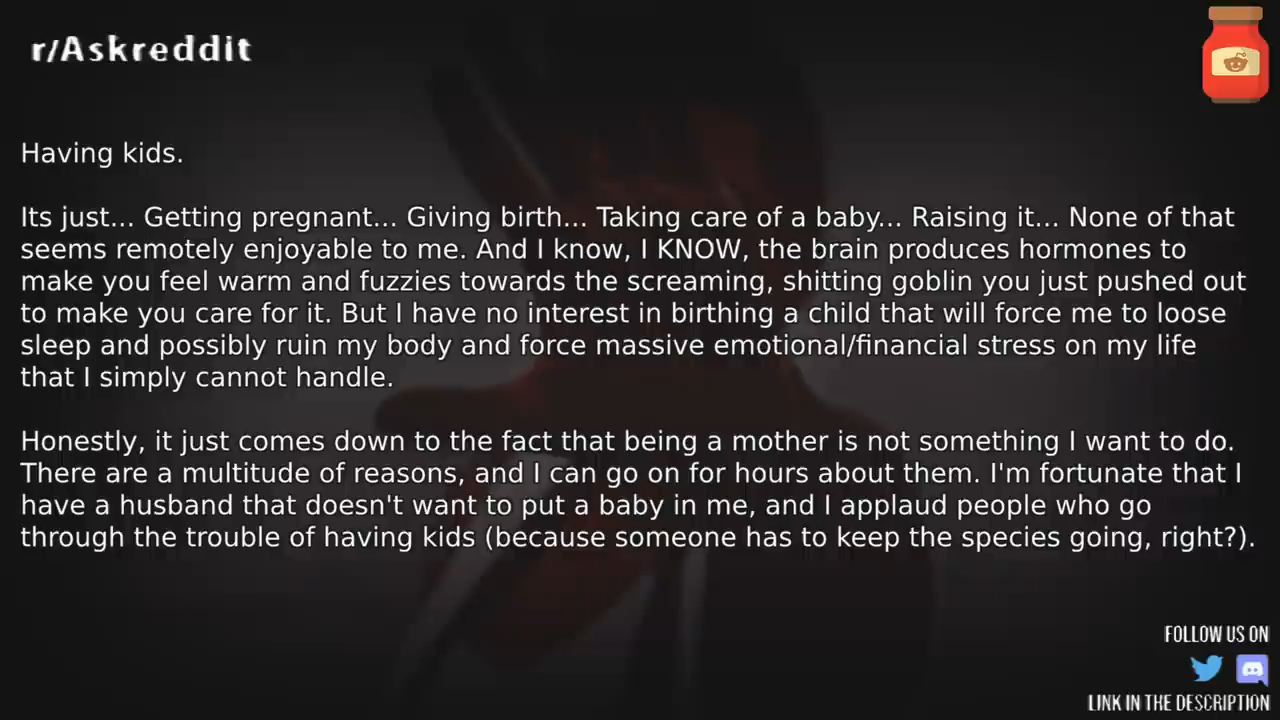 r/Askreddit
Having kids.
Its just... Getting pregnant... Giving birth... Taking care of a baby... Raising it... None of that
seems remotely enjoyable to me. And I know, I KNOW, the brain produces hormones to
make you feel warm and fuzzies towards the screaming, shitting goblin you just pushed out
to make you care for it. But I have no interest in birthing a child that will force me to loose
sleep and possibly ruin my body and force massive emotional/financial stress on my life
that I simply cannot handle.
Honestly, it just comes down to the fact that being a mother is not something I want to do.
There are a multitude of reasons, and I can go on for hours about them. I'm fortunate that I
have a husband that doesn't want to put a baby in me, and I applaud people who go
through the trouble of having kids (because someone has to keep the species going, right?).
FOLLOW US ON
LINK IN THE DESCRIPTION